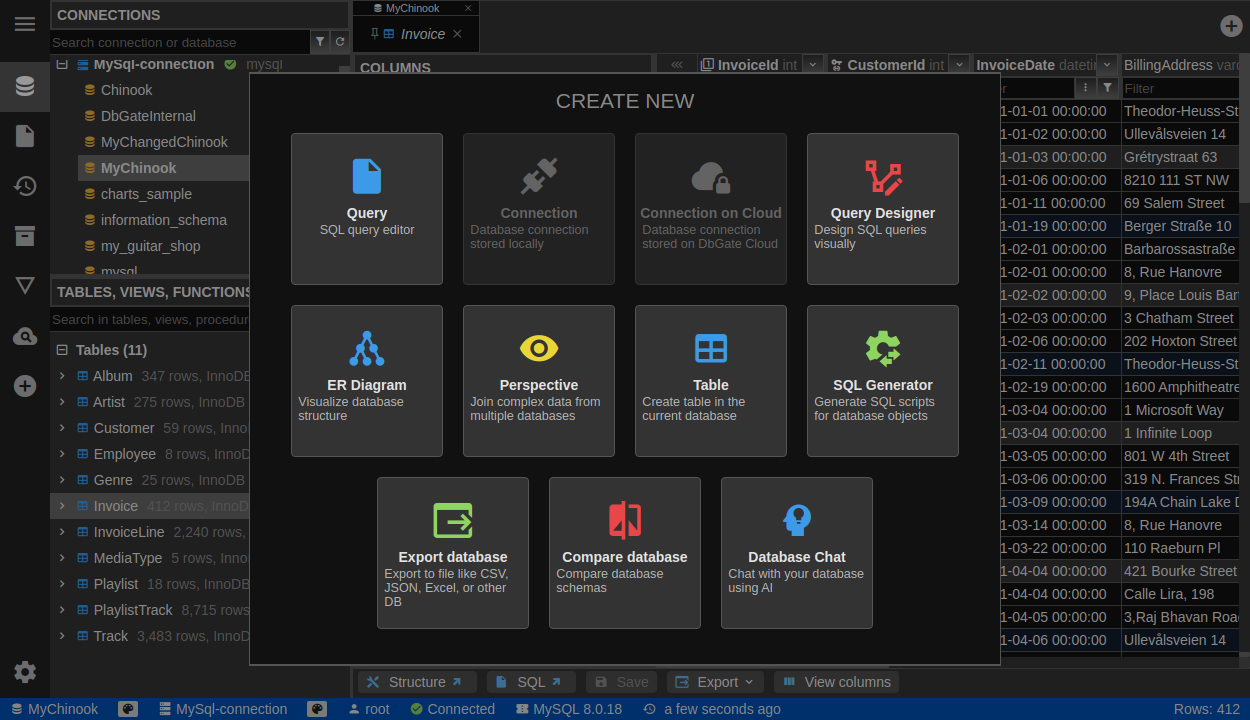 CONNECTIONS
Search connection or database
MySql-connection mysql
Chinook
DbGateInternal
MyChangedChinook
MyChinook
charts_sample
information_schema
my_guitar_shop
mysql
TABLES, VIEWS, FUNCTIONS
Search in tables, views, procedur
Tables (11)
Album 347 rows, InnoDB
Artist 275 rows, InnoDB
Customer 59 rows, Inno
Employee 8 rows, InnoD
Genre 25 rows, InnoDB
Invoice 412 rows, InnoD
InvoiceLine 2,240 rows,
MediaType 5 rows, Inno
Playlist 18 rows, InnoDB
PlaylistTrack 8,715 rows
Track 3,483 rows, InnoD
MyChinook
Invoice
COLUMNS
InvoiceId int
CustomerId int
InvoiceDate datetir
BillingAddress varc
Filter
CREATE NEW
Query
SQL query editor
Connection
Database connection
stored locally
Connection on Cloud
Database connection
stored on DbGate Cloud
Query Designer
Design SQL queries
visually
ER Diagram
Visualize database
structure
Perspective
Join complex data from
multiple databases
Table
Create table in the
current database
SQL Generator
Generate SQL scripts
for database objects
Export database
Export to file like CSV,
JSON, Excel, or other
DB
Compare database
Compare database
schemas
Database Chat
Chat with your database
using AI
1-01-01 00:00:00 Theodor-Heuss-St
1-01-02 00:00:00 Ullevålsveien 14
1-01-03 00:00:00 Grétrystraat 63
1-01-06 00:00:00 8210 111 ST NW
1-01-11 00:00:00 69 Salem Street
1-01-19 00:00:00 Berger Straße 10
1-02-01 00:00:00 Barbarossastraße
1-02-01 00:00:00 8, Rue Hanovre
1-02-02 00:00:00 9, Place Louis Bart
1-02-03 00:00:00 3 Chatham Street
1-02-06 00:00:00 202 Hoxton Street
1-02-11 00:00:00 Theodor-Heuss-St
1-02-19 00:00:00 1600 Amphitheatre
1-03-04 00:00:00 1 Microsoft Way
1-03-04 00:00:00 1 Infinite Loop
1-03-05 00:00:00 801 W 4th Street
1-03-06 00:00:00 319 N. Frances Str
1-03-09 00:00:00 194A Chain Lake D
1-03-14 00:00:00 8, Rue Hanovre
1-03-22 00:00:00 110 Raeburn Pl
1-04-04 00:00:00 421 Bourke Street
1-04-04 00:00:00 Calle Lira, 198
1-04-05 00:00:00 3,Raj Bhavan Road
1-04-06 00:00:00 Ullevålsveien 14
Structure SQL Save Export View columns
MyChinook MySql-connection root Connected MySQL 8.0.18 a few seconds ago Rows: 412